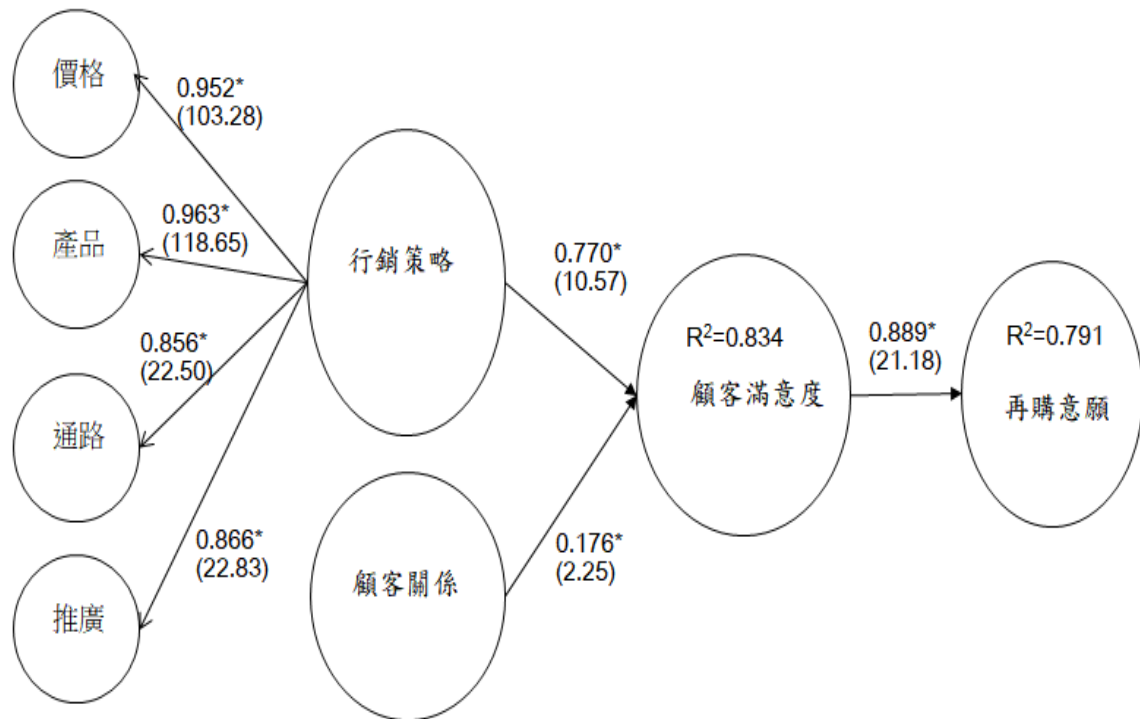 價格
0.952*
(103.28)
產品
0.963*
(118.65)
行銷策略
0.770*
(10.57)
通路
0.856*
(22.50)
R²=0.834
顧客滿意度
0.889*
(21.18)
R²=0.791
再購意願
推廣
0.866*
(22.83)
顧客關係
0.176*
(2.25)